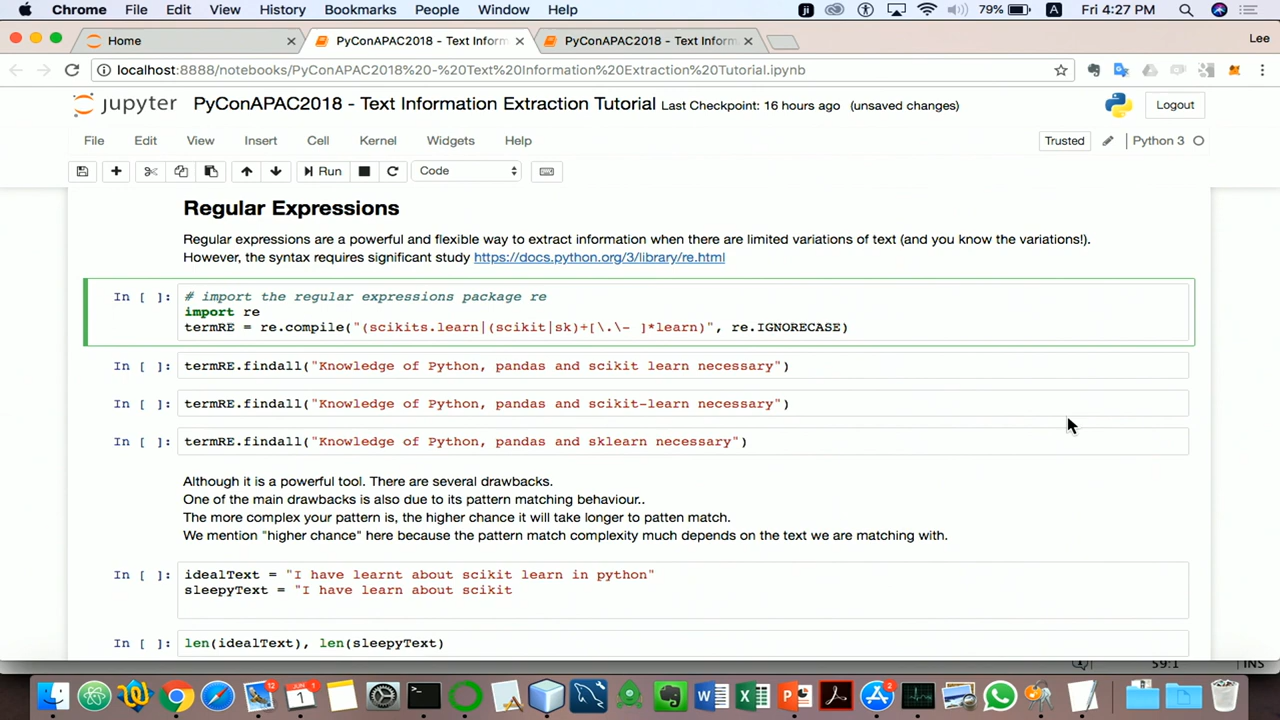 Chrome File Edit View History Bookmarks People Window Help 79% A Fri 4:27 PM
Home PyConAPAC2018 - Text Inform PyConAPAC2018 - Text Inform Lee
localhost:8888/notebooks/PyConAPAC2018%20-%20Text%20Information%20Extraction%20Tutorial.ipynb
jupyter PyConAPAC2018 - Text Information Extraction Tutorial Last Checkpoint: 16 hours ago (unsaved changes) Logout
File Edit View Insert Cell Kernel Widgets Help Trusted Python 3
Run Code
Regular Expressions
Regular expressions are a powerful and flexible way to extract information when there are limited variations of text (and you know the variations!).
However, the syntax requires significant study https://docs.python.org/3/library/re.html
In [ ]: # import the regular expressions package re
import re
termRE = re.compile("(scikits.learn|(scikit|sk)+[\.\- ]*learn)", re.IGNORECASE)
In [ ]: termRE.findall("Knowledge of Python, pandas and scikit learn necessary")
In [ ]: termRE.findall("Knowledge of Python, pandas and scikit-learn necessary")
In [ ]: termRE.findall("Knowledge of Python, pandas and sklearn necessary")
Although it is a powerful tool. There are several drawbacks.
One of the main drawbacks is also due to its pattern matching behaviour..
The more complex your pattern is, the higher chance it will take longer to patten match.
We mention "higher chance" here because the pattern match complexity much depends on the text we are matching with.
In [ ]: idealText = "I have learnt about scikit learn in python"
sleepyText = "I have learn about scikit
In [ ]: len(idealText), len(sleepyText)
59:1 INS